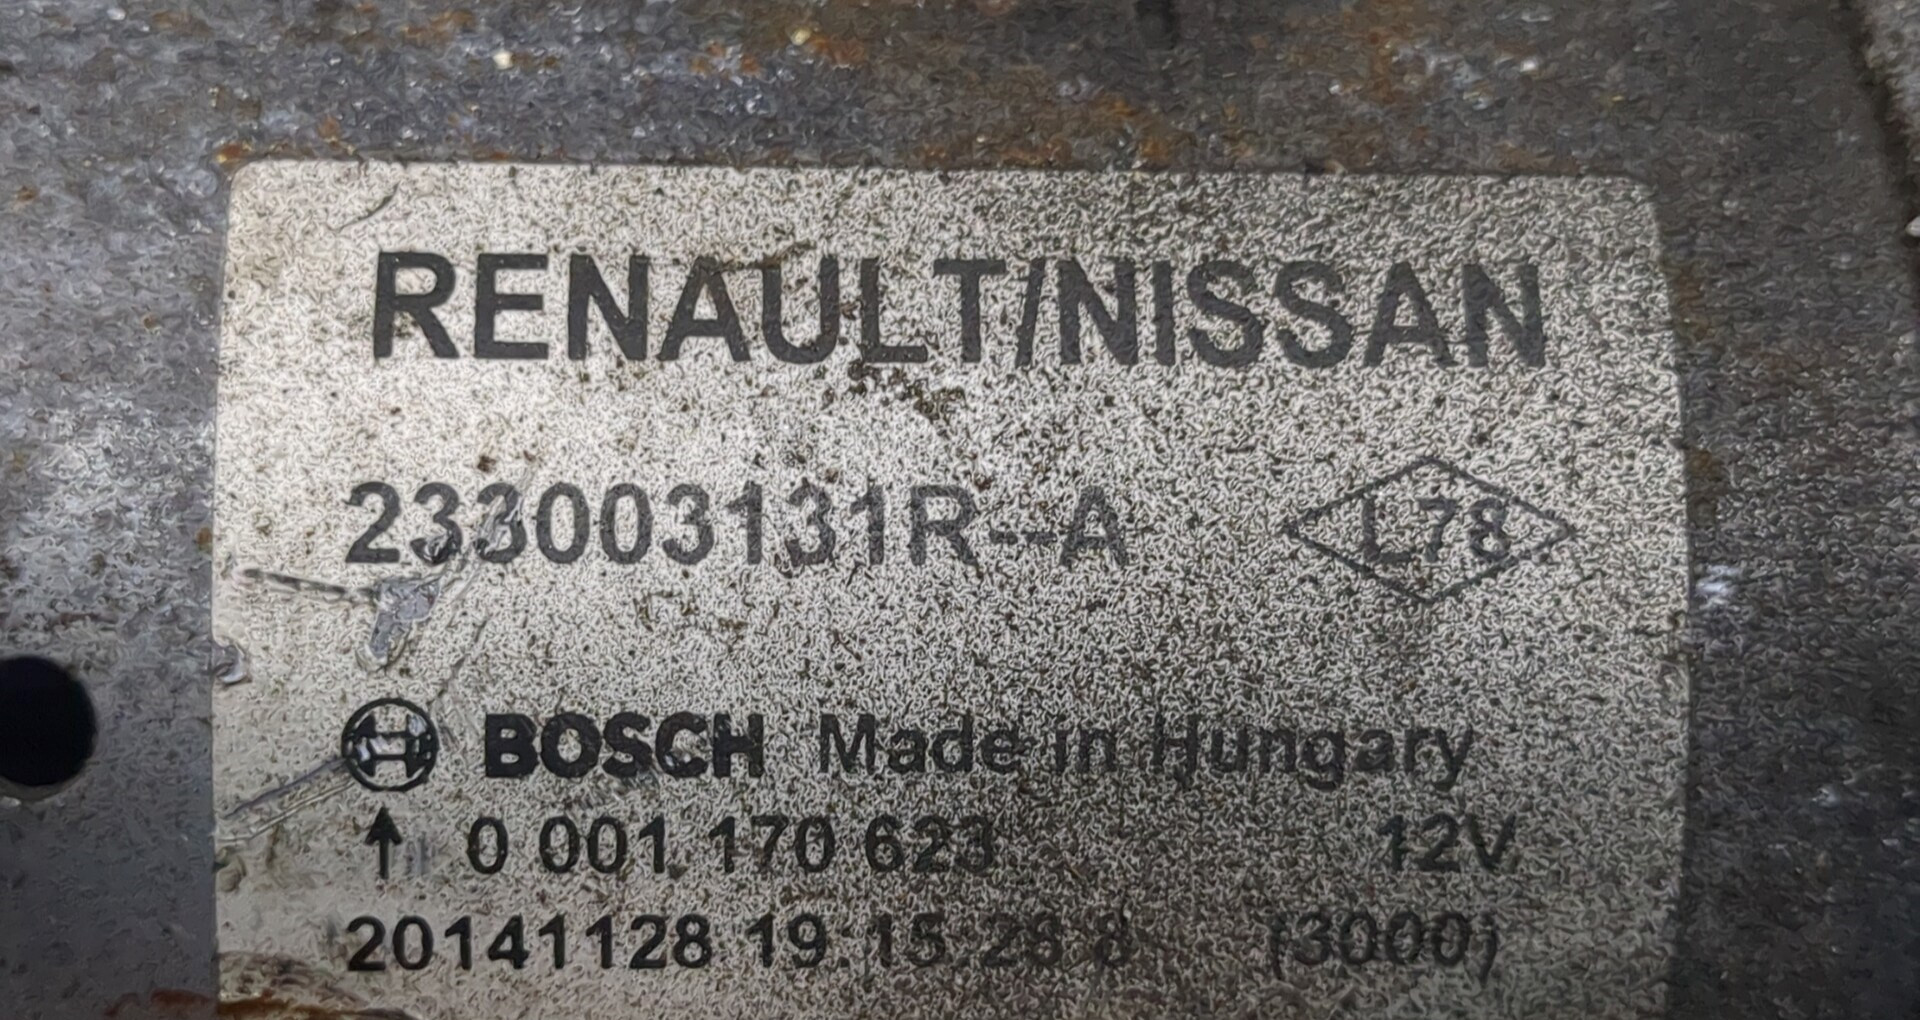 RENAULT/NISSAN
233003131R--A L78
BOSCH Made in Hungary
↑ 0 001 170 623 12V
20141128 19:15 28 8 (3000)